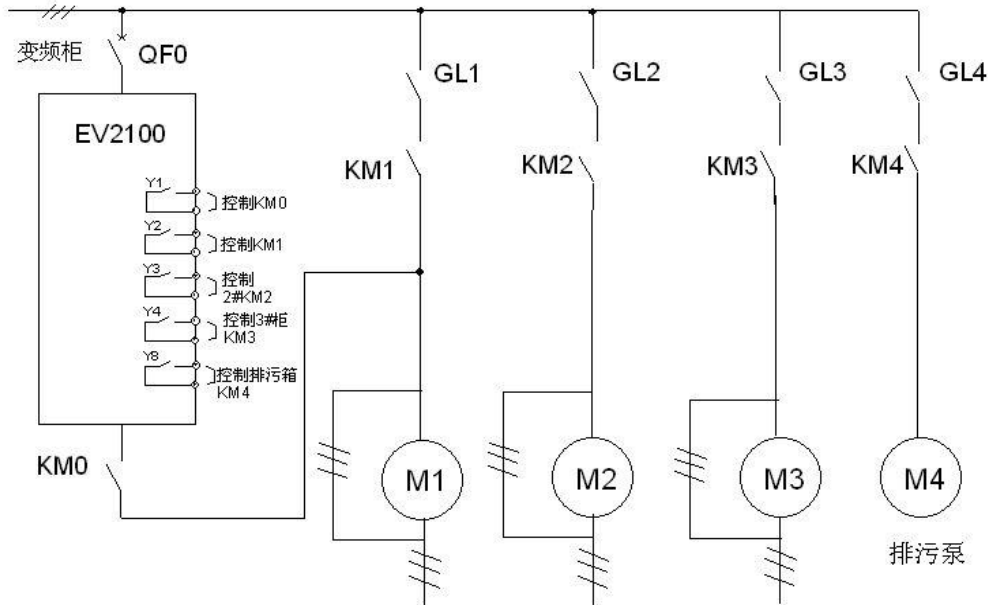 变频柜
QF0
GL1
GL2
GL3
GL4
EV2100
KM1
KM2
KM3
KM4
Y1
控制KM0
Y2
控制KM1
Y3
控制
2#KM2
Y4
控制3#柜
KM3
Y8
控制排污箱
KM4
KM0
M1
M2
M3
M4
排污泵